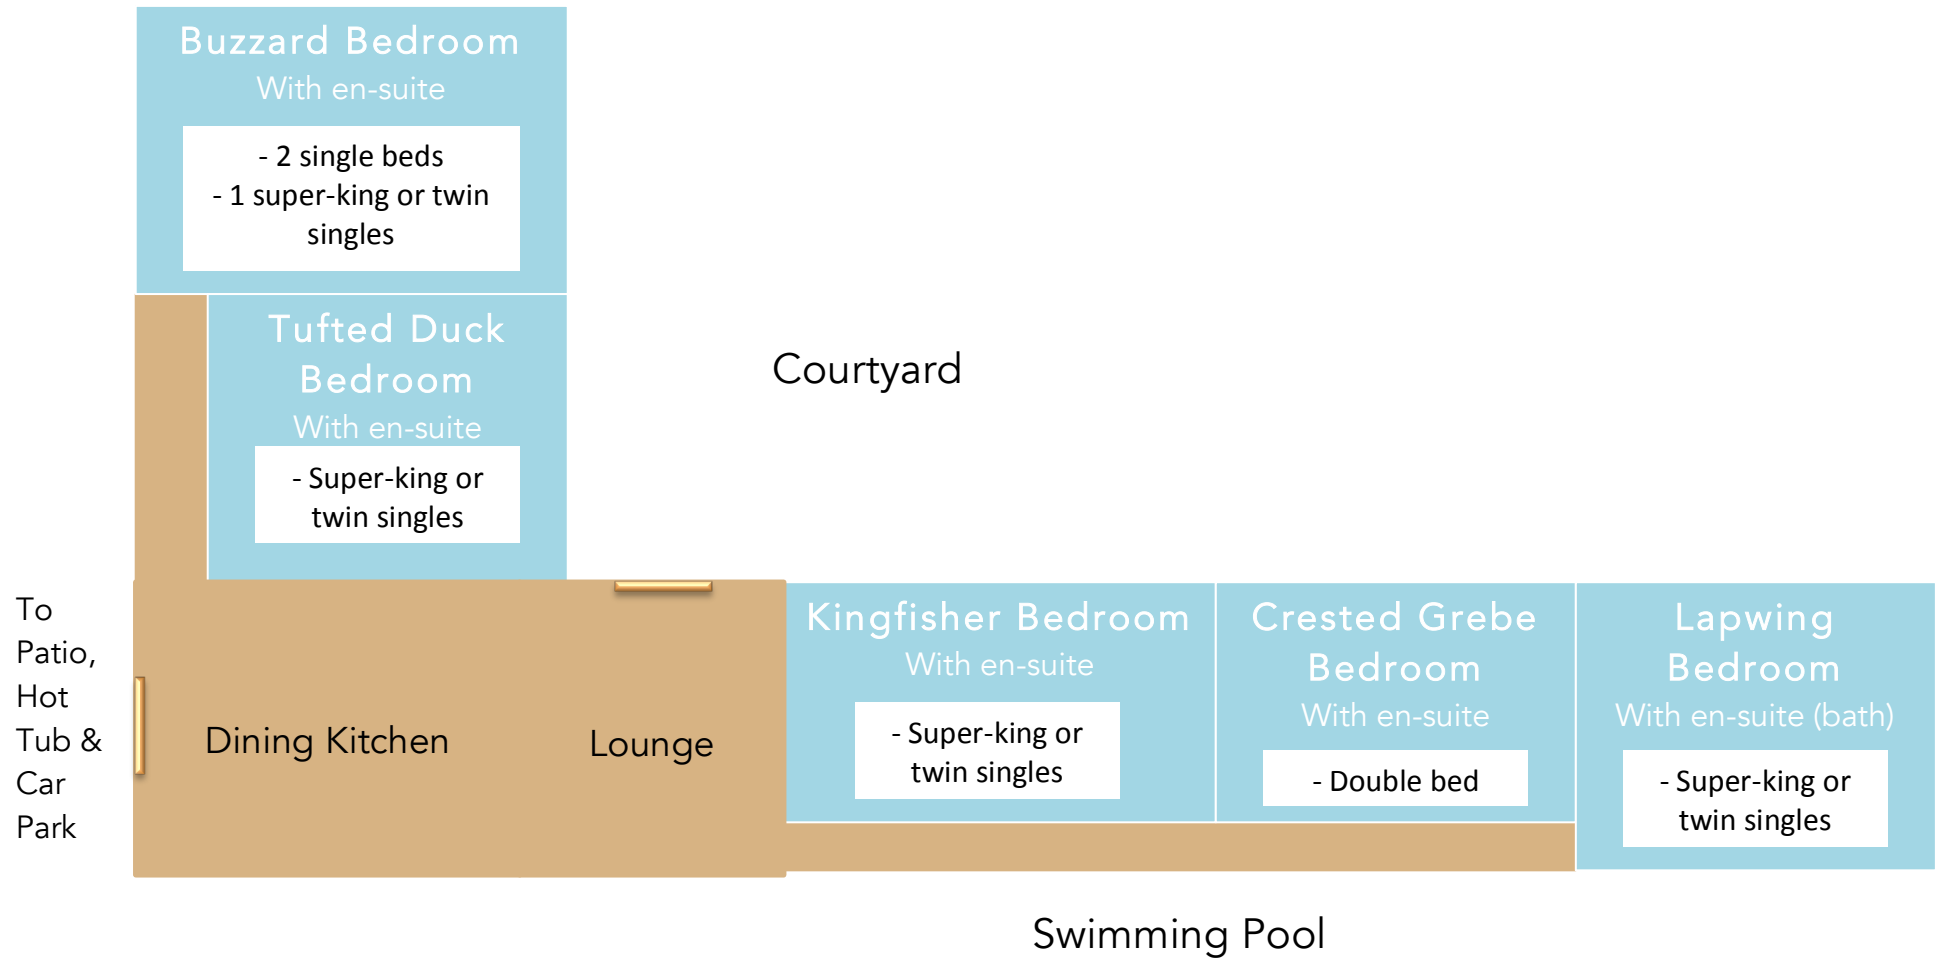 Buzzard Bedroom
With en-suite
- 2 single beds
- 1 super-king or twin
singles
Tufted Duck
Bedroom
With en-suite
- Super-king or
twin singles
Courtyard
To
Patio,
Hot
Tub &
Car
Park
Dining Kitchen
Lounge
Kingfisher Bedroom
With en-suite
- Super-king or
twin singles
Crested Grebe
Bedroom
With en-suite
- Double bed
Lapwing
Bedroom
With en-suite (bath)
- Super-king or
twin singles
Swimming Pool